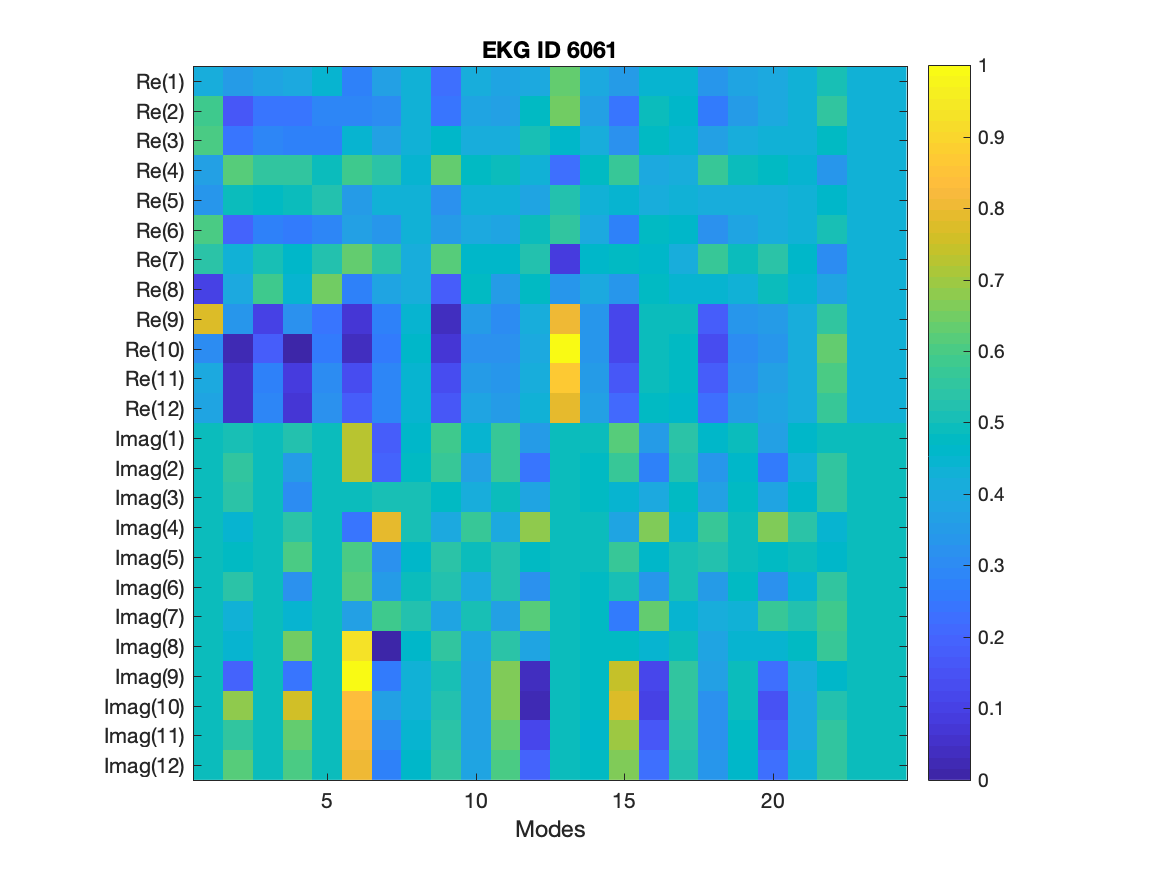 EKG ID 6061
Re(1)
Re(2)
Re(3)
Re(4)
Re(5)
Re(6)
Re(7)
Re(8)
Re(9)
Re(10)
Re(11)
Re(12)
Imag(1)
Imag(2)
Imag(3)
Imag(4)
Imag(5)
Imag(6)
Imag(7)
Imag(8)
Imag(9)
Imag(10)
Imag(11)
Imag(12)
5 10 15 20
Modes
1
0.9
0.8
0.7
0.6
0.5
0.4
0.3
0.2
0.1
0